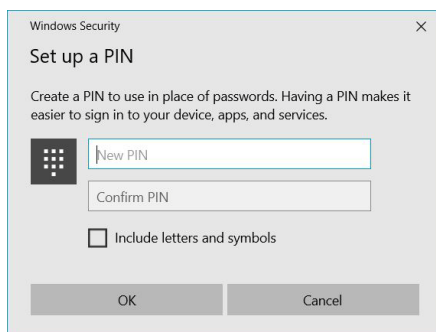 Windows Security
Set up a PIN
Create a PIN to use in place of passwords. Having a PIN makes it
easier to sign in to your device, apps, and services.
New PIN
Confirm PIN
Include letters and symbols
OK Cancel